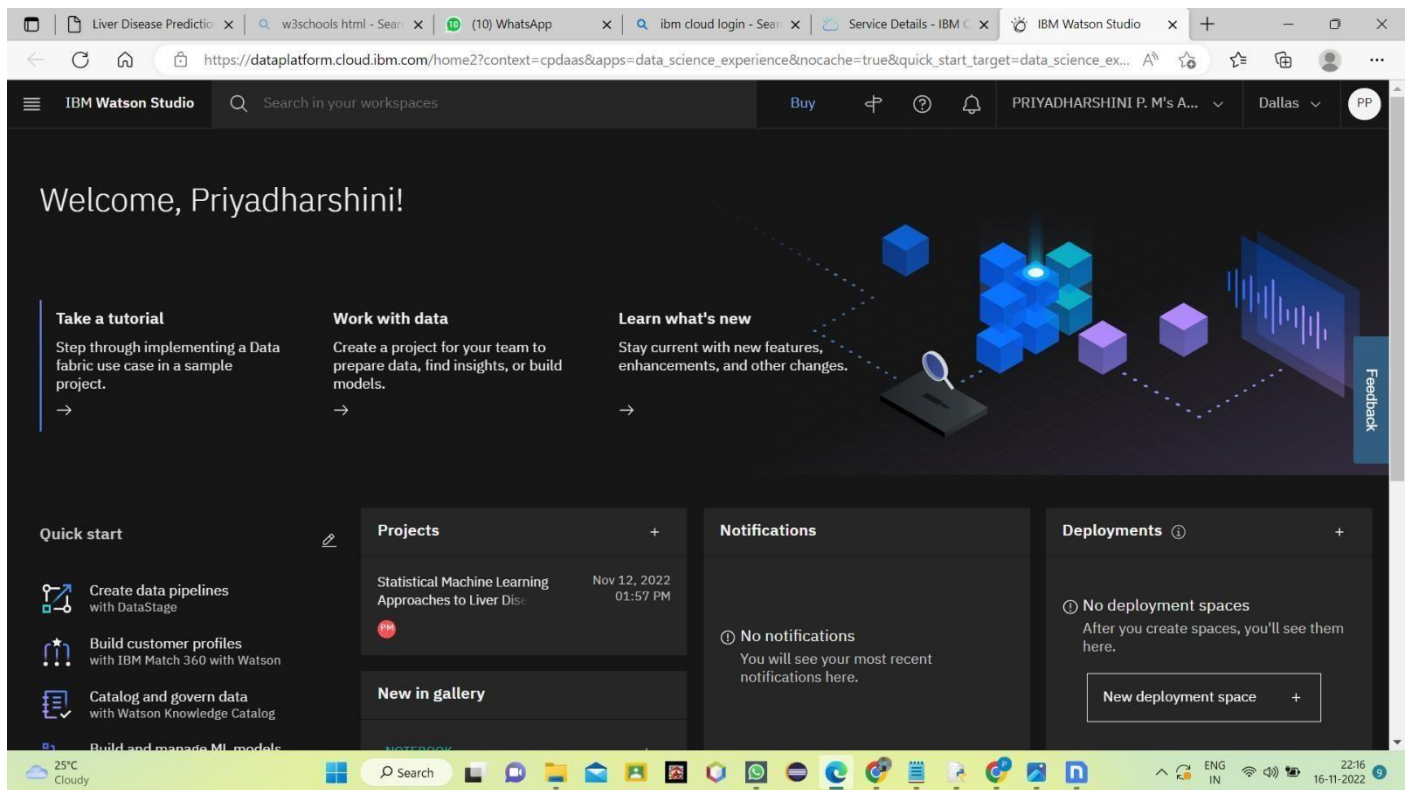 Liver Disease Predictio
w3schools html - Sear
(10) WhatsApp
ibm cloud login - Sear
Service Details - IBM C
IBM Watson Studio
https://dataplatform.cloud.ibm.com/home2?context=cpdaas&apps=data_science_experience&nocache=true&quick_start_target=data_science_ex...
IBM Watson Studio
Search in your workspaces
Buy
PRIYADHARSHINI P. M's A...
Dallas
PP
Welcome, Priyadharshini!
Take a tutorial
Step through implementing a Data
fabric use case in a sample
project.
Work with data
Create a project for your team to
prepare data, find insights, or build
models.
Learn what's new
Stay current with new features,
enhancements, and other changes.
Feedback
Quick start
Create data pipelines
with DataStage
Build customer profiles
with IBM Match 360 with Watson
Catalog and govern data
with Watson Knowledge Catalog
Build and manage ML models
Projects
+
Statistical Machine Learning
Approaches to Liver Dise
Nov 12, 2022
01:57 PM
PM
New in gallery
NOTEBOOK
Notifications
No notifications
You will see your most recent
notifications here.
Deployments
+
No deployment spaces
After you create spaces, you'll see them
here.
New deployment space +
25°C
Cloudy
Search
ENG
IN
22:16
16-11-2022
9